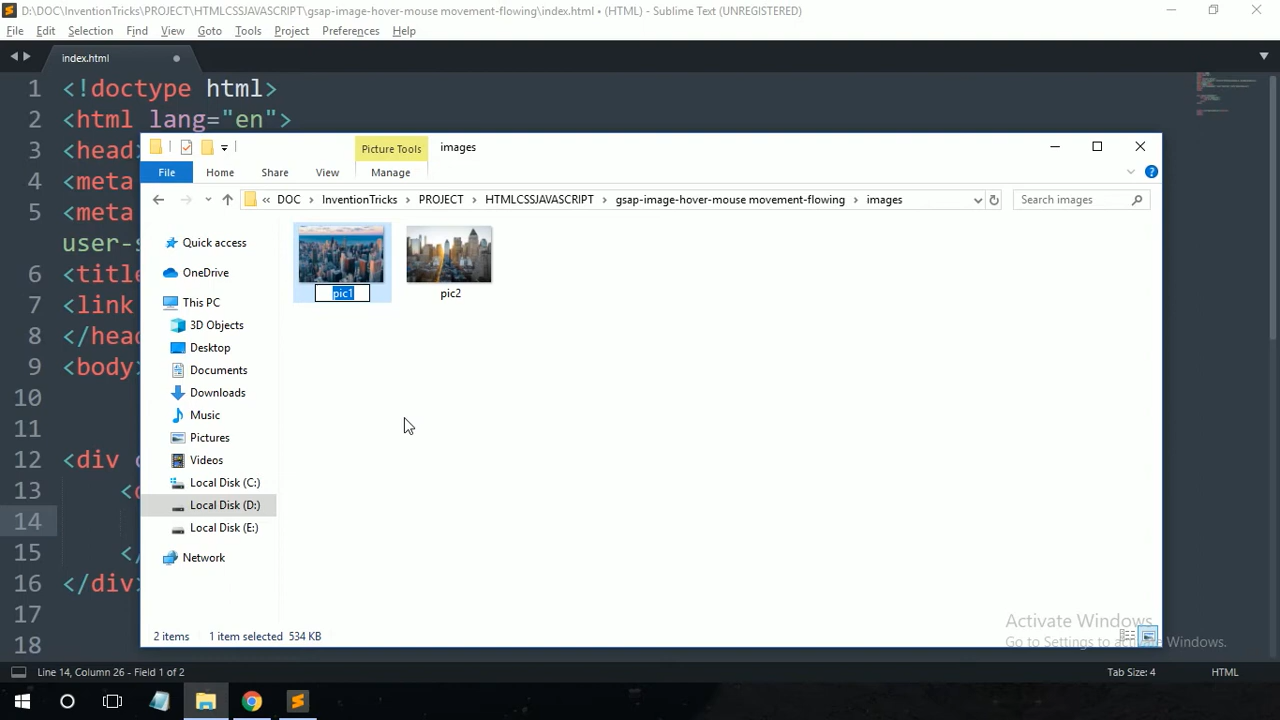 D:\DOC\InventionTricks\PROJECT\HTMLCSSJAVASCRIPT\gsap-image-hover-mouse movement-flowing\index.html • (HTML) - Sublime Text (UNREGISTERED)
File Edit Selection Find View Goto Tools Project Preferences Help
index.html
1 <!doctype html>
2 <html lang="en">
3 <head>
4 <meta
5 <meta
user-s
6 <title
7 <link
8 </head
9 <body>
10
11
12 <div
13 <
14
15 </
16 </div>
17
18
Picture Tools images
File Home Share View Manage
« DOC › InventionTricks › PROJECT › HTMLCSSJAVASCRIPT › gsap-image-hover-mouse movement-flowing › images
Search images
Quick access
OneDrive
This PC
3D Objects
Desktop
Documents
Downloads
Music
Pictures
Videos
Local Disk (C:)
Local Disk (D:)
Local Disk (E:)
Network
pic1 pic2
2 items 1 item selected 534 KB
Activate Windows
Go to Settings to activate Windows.
Line 14, Column 26 - Field 1 of 2 Tab Size: 4 HTML